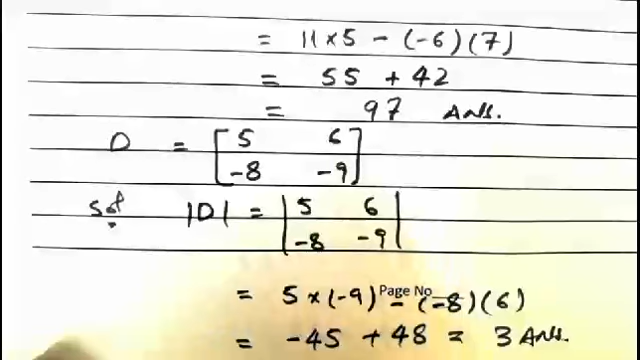 = 11 × 5 - (-6)(7)
= 55 + 42
= 97 Ans.
D = [5 6
-8 -9]
Sol |D| = |5 6
-8 -9|
= 5 × (-9) - (-8)(6)
Page No
= -45 + 48 = 3 Ans.